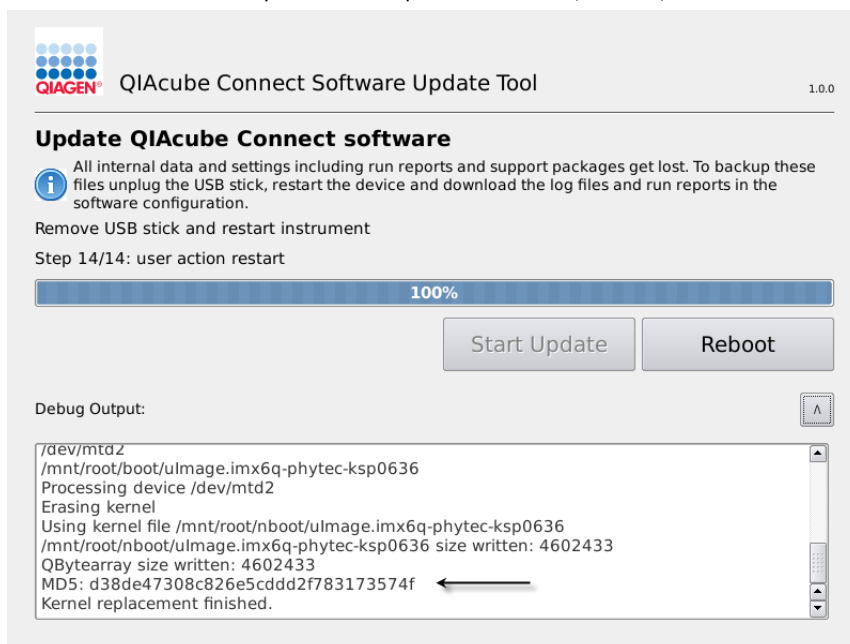 QIAGEN®
QIAcube Connect Software Update Tool
1.0.0
Update QIAcube Connect software
All internal data and settings including run reports and support packages get lost. To backup these
files unplug the USB stick, restart the device and download the log files and run reports in the
software configuration.
Remove USB stick and restart instrument
Step 14/14: user action restart
100%
Start Update
Reboot
Debug Output:
/dev/mtd2
/mnt/root/boot/uImage.imx6q-phytec-ksp0636
Processing device /dev/mtd2
Erasing kernel
Using kernel file /mnt/root/nboot/uImage.imx6q-phytec-ksp0636
/mnt/root/nboot/uImage.imx6q-phytec-ksp0636 size written: 4602433
QBytearray size written: 4602433
MD5: d38de47308c826e5cddd2f783173574f
Kernel replacement finished.